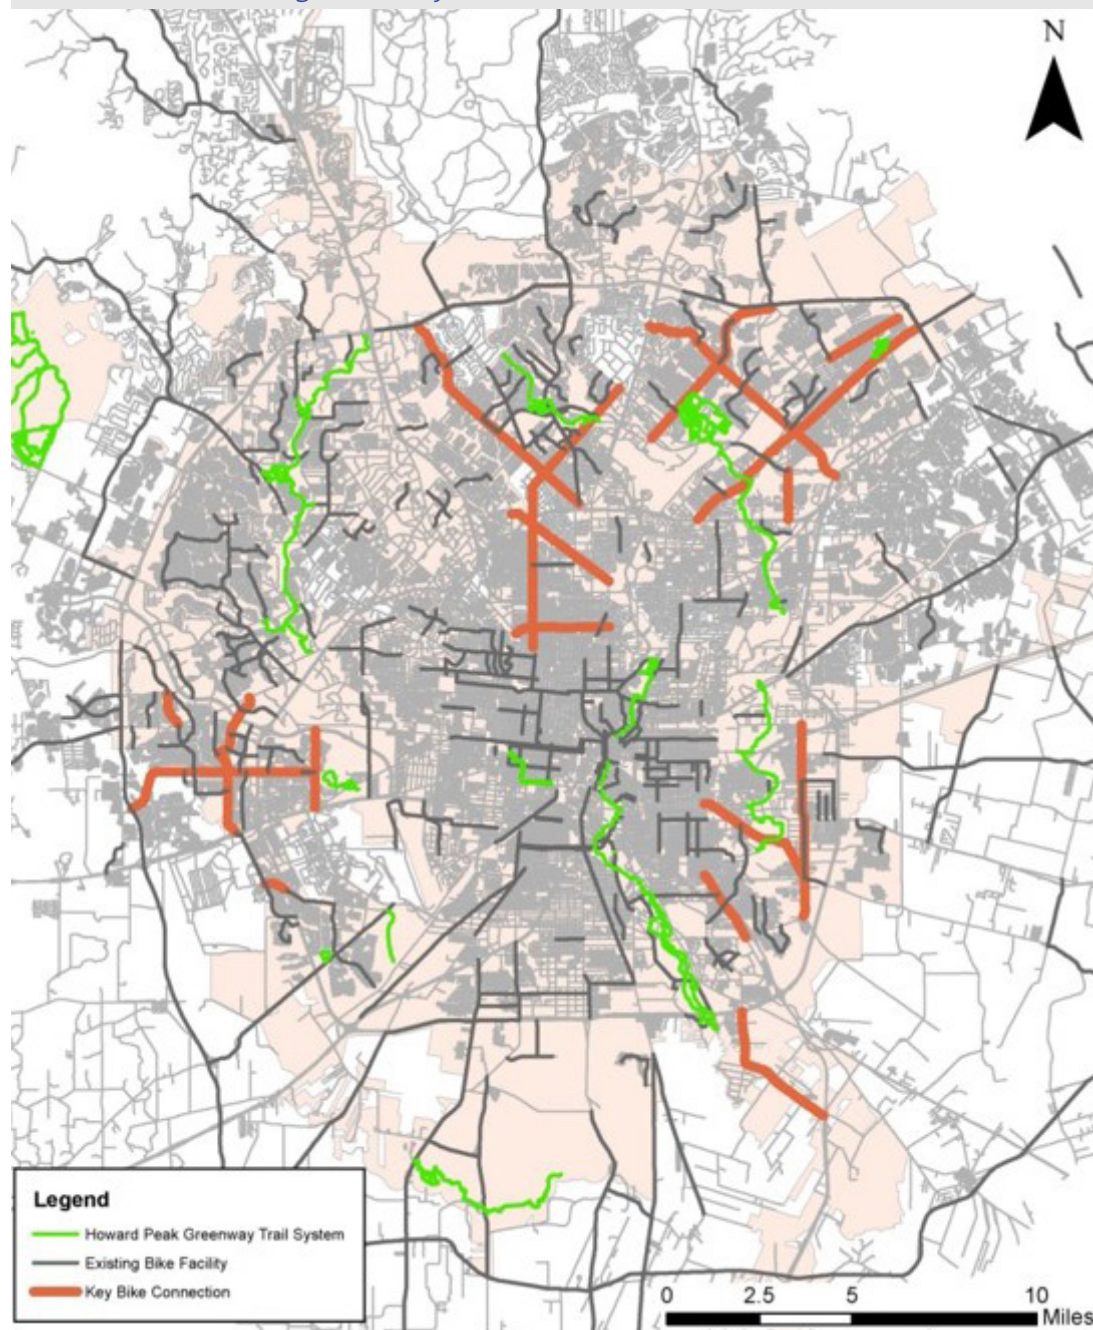 N
Legend
Howard Peak Greenway Trail System
Existing Bike Facility
Key Bike Connection
0 2.5 5 10
Miles